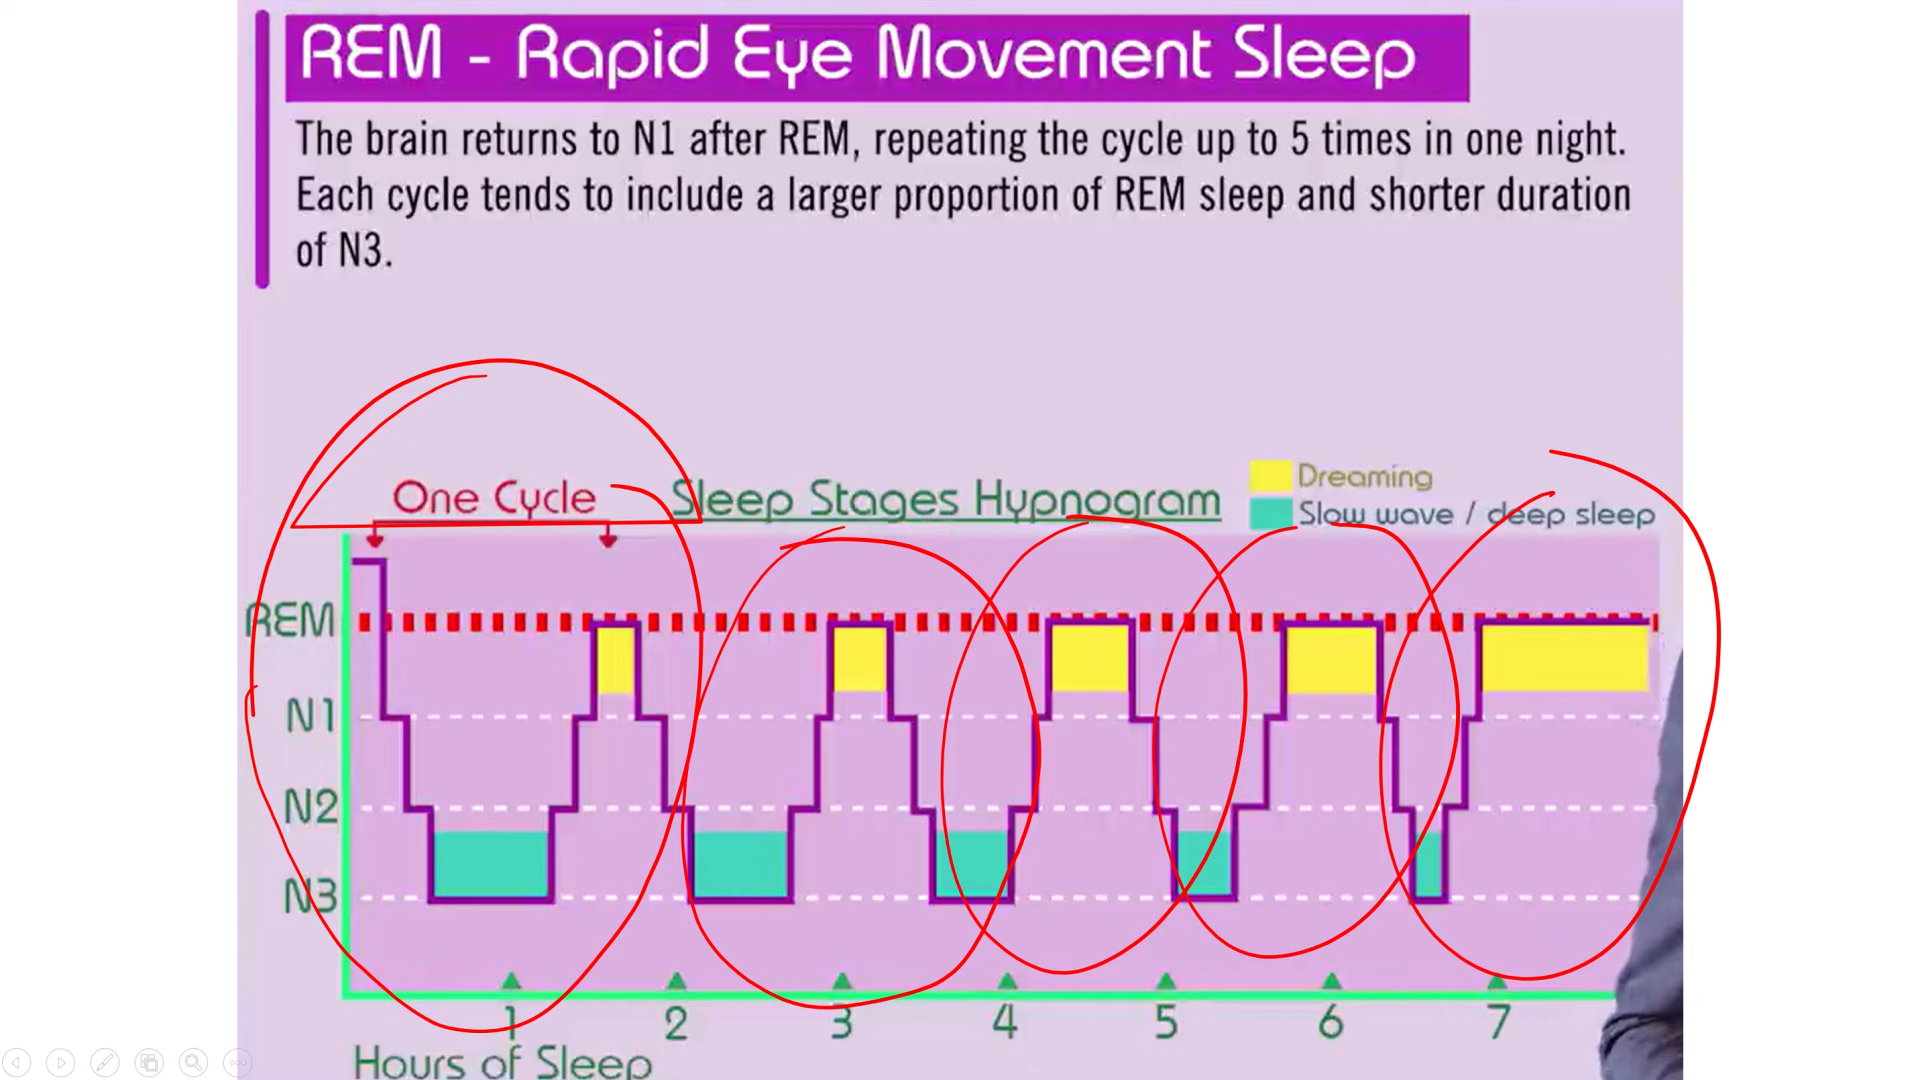 REM - Rapid Eye Movement Sleep
The brain returns to N1 after REM, repeating the cycle up to 5 times in one night.
Each cycle tends to include a larger proportion of REM sleep and shorter duration
of N3.
One Cycle
Sleep Stages Hypnogram
Dreaming
Slow wave / deep sleep
REM
N1
N2
N3
1 2 3 4 5 6 7
Hours of Sleep